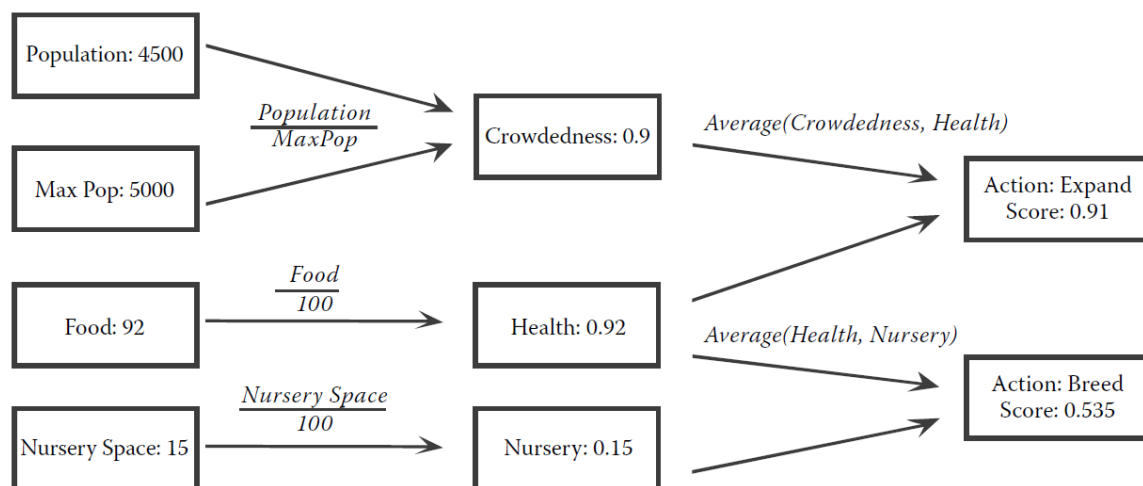 Population: 4500
Population
MaxPop
Max Pop: 5000
Crowdedness: 0.9
Average(Crowdedness, Health)
Action: Expand
Score: 0.91
Food
100
Food: 92
Health: 0.92
Average(Health, Nursery)
Action: Breed
Score: 0.535
Nursery Space
100
Nursery Space: 15
Nursery: 0.15